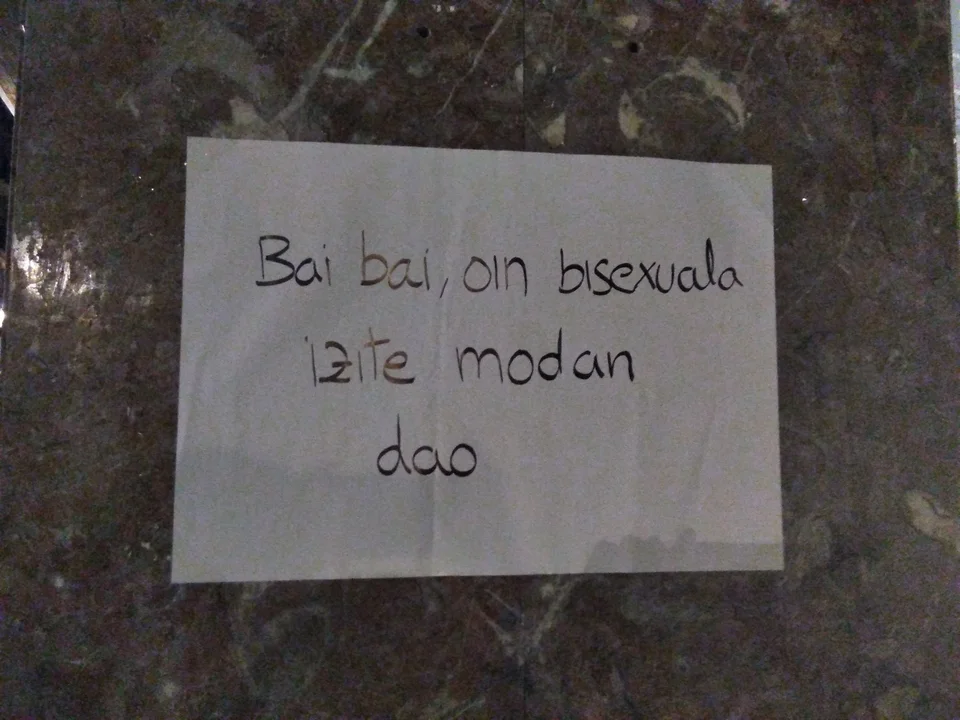 Bai bai, oin bisexuala
izite modan
dao